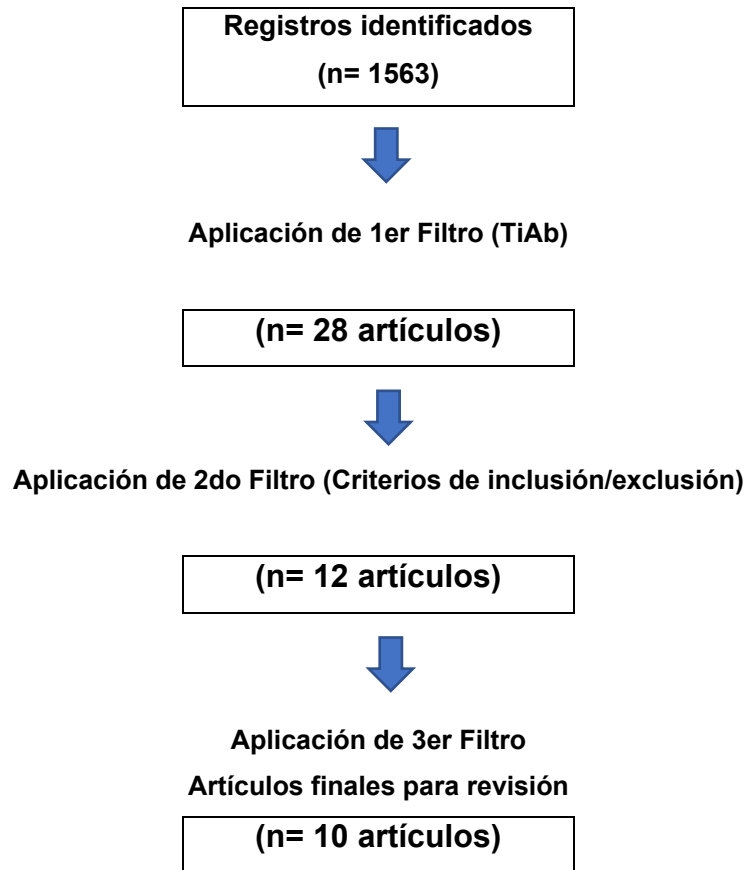 Registros identificados
(n= 1563)
Aplicación de 1er Filtro (TiAb)
(n= 28 artículos)
Aplicación de 2do Filtro (Criterios de inclusión/exclusión)
(n= 12 artículos)
Aplicación de 3er Filtro
Artículos finales para revisión
(n= 10 artículos)